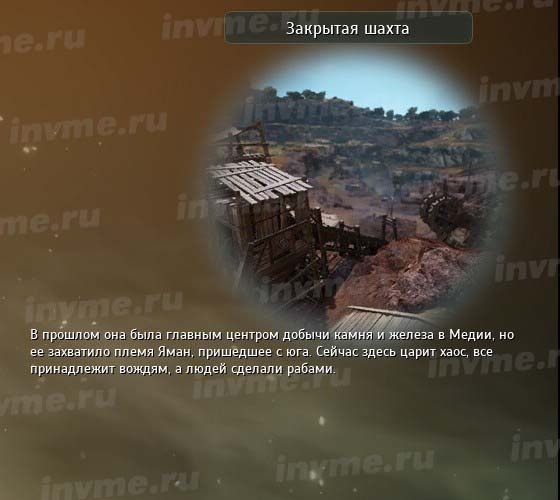 Закрытая шахта
В прошлом она была главным центром добычи камня и железа в Медии, но
ее захватило племя Яман, пришедшее с юга. Сейчас здесь царит хаос, все
принадлежит вождям, а людей сделали рабами.
invme.ru